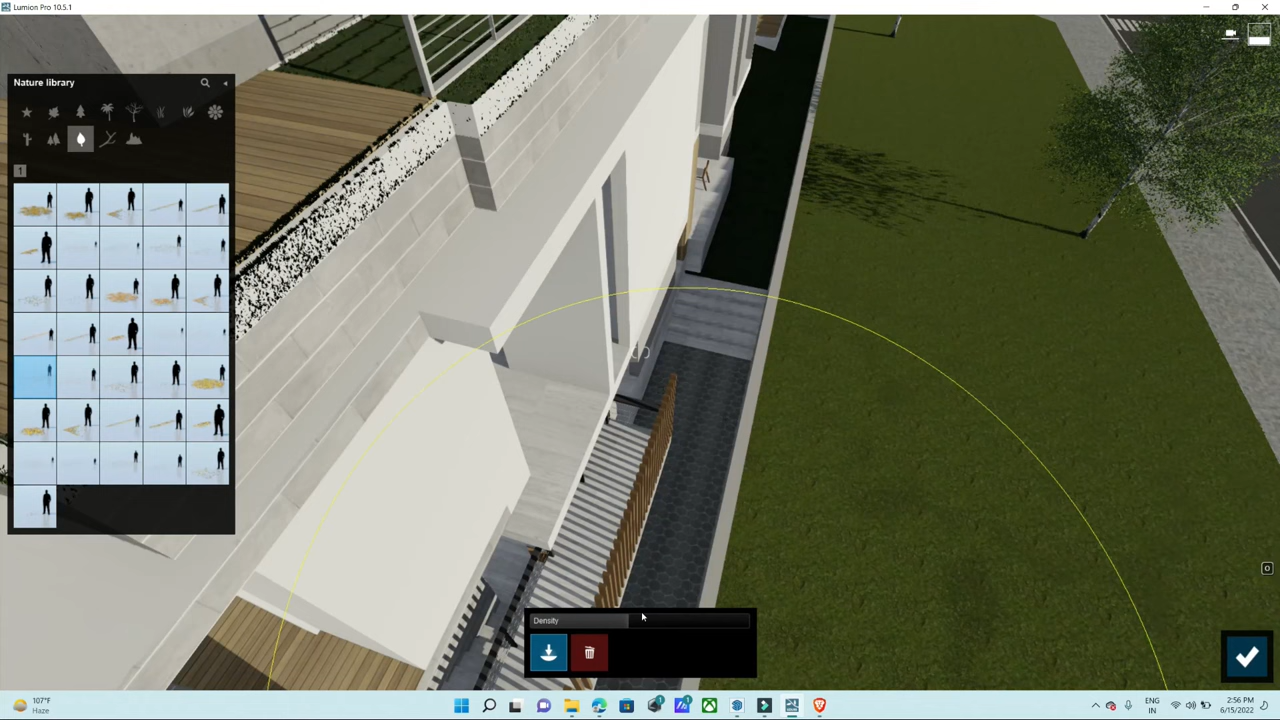 Lumion Pro 10.5.1
Nature library
1
Density
O
107°F
Haze
ENG
IN
2:56 PM
6/15/2022